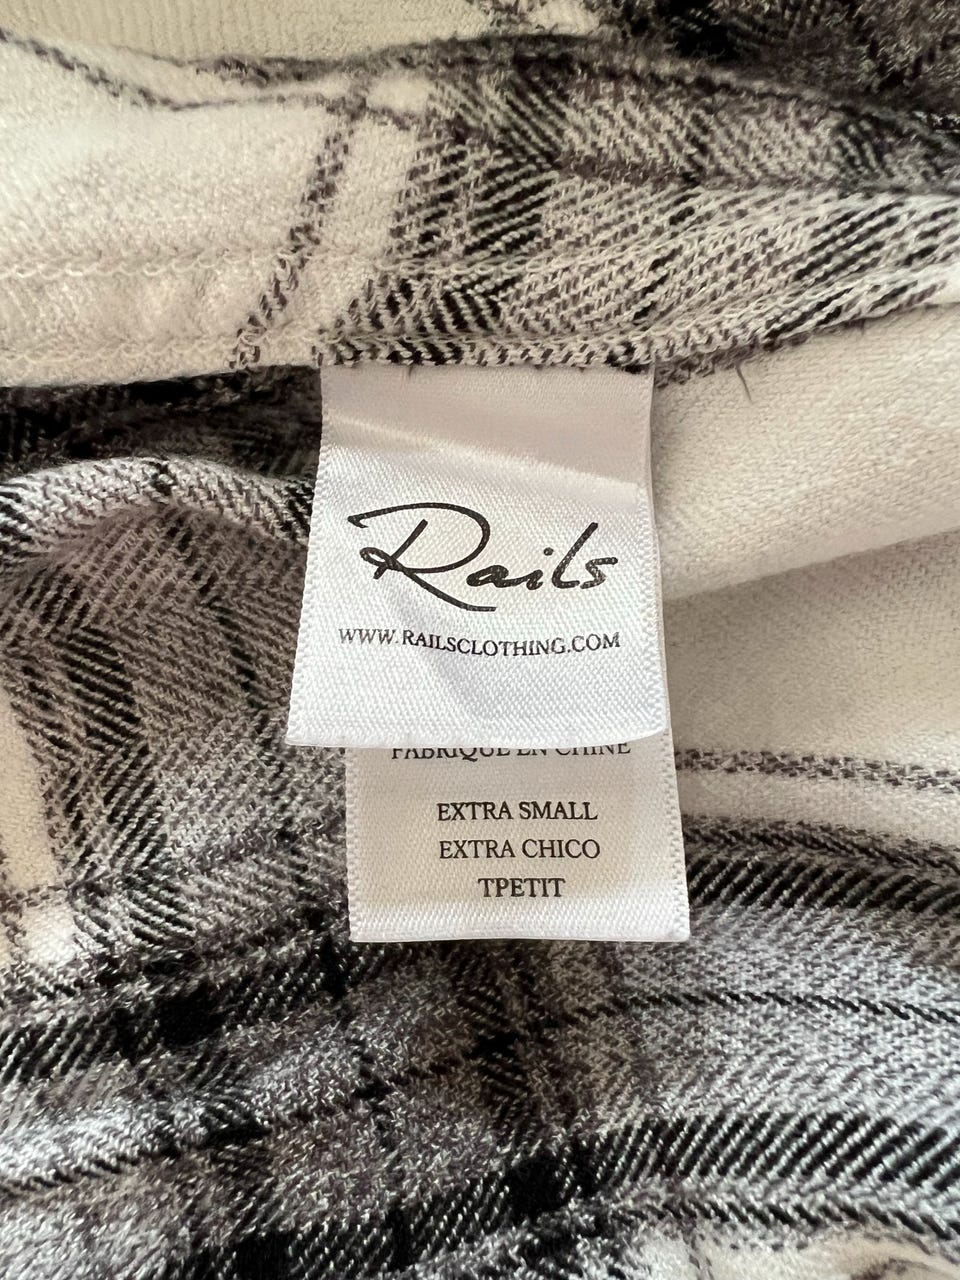 Rails
WWW.RAILSCLOTHING.COM
FABRIQUE EN CHINE
EXTRA SMALL
EXTRA CHICO
TPETIT